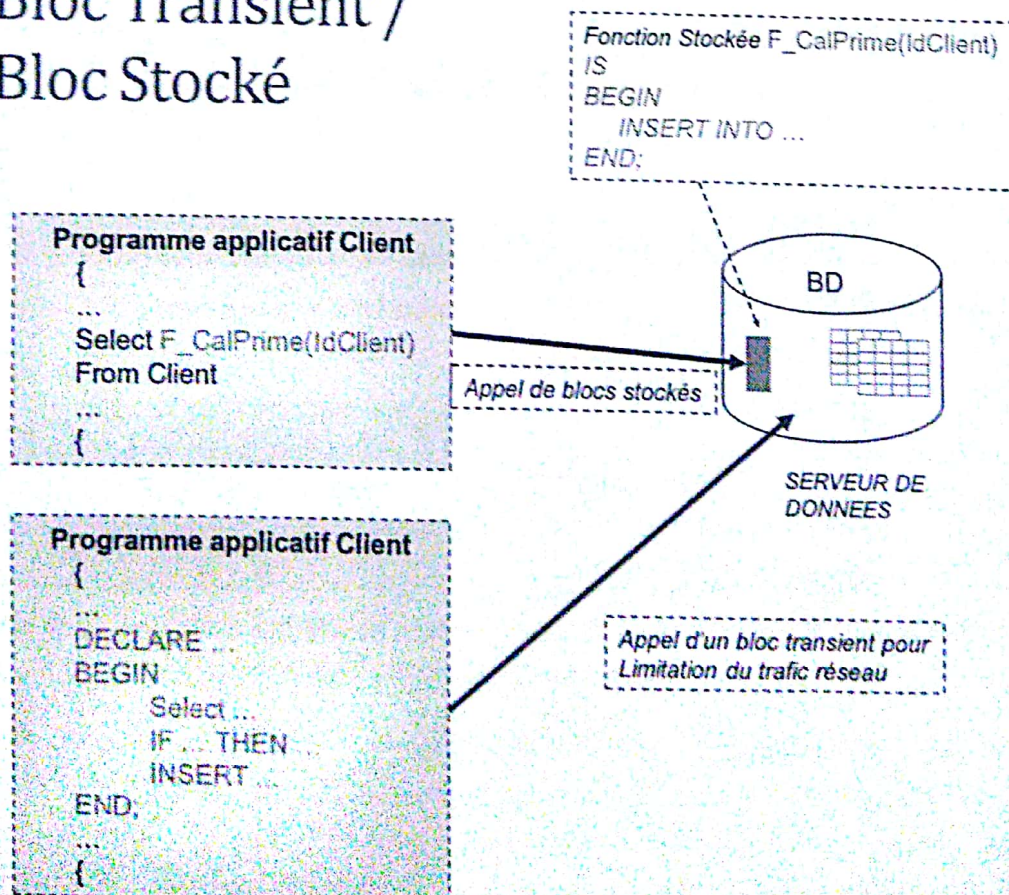 Bloc Transient /
Bloc Stocké
Fonction Stockée F_CalPrime(IdClient)
IS
BEGIN
INSERT INTO ...
END;
Programme applicatif Client
{
...
Select F_CalPrime(IdClient)
From Client
...
{
Appel de blocs stockés
BD
SERVEUR DE
DONNEES
Programme applicatif Client
{
...
DECLARE ...
BEGIN
Select ...
IF ... THEN ...
INSERT ...
END;
...
{
Appel d'un bloc transient pour
Limitation du trafic réseau